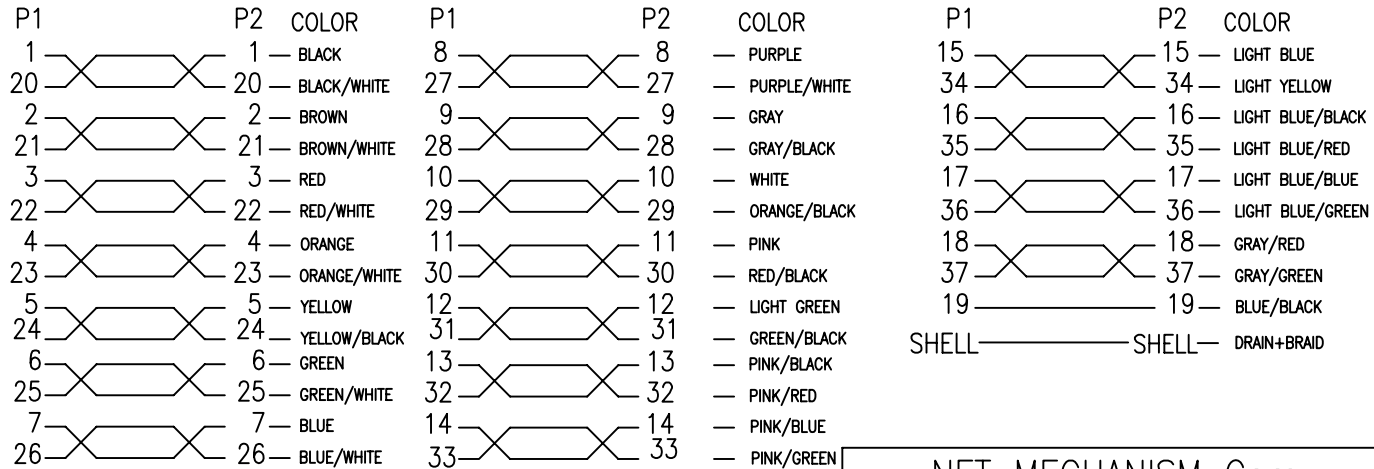 P1 P2 COLOR
1 1 BLACK
20 20 BLACK/WHITE
2 2 BROWN
21 21 BROWN/WHITE
3 3 RED
22 22 RED/WHITE
4 4 ORANGE
23 23 ORANGE/WHITE
5 5 YELLOW
24 24 YELLOW/BLACK
6 6 GREEN
25 25 GREEN/WHITE
7 7 BLUE
26 26 BLUE/WHITE
P1 P2 COLOR
8 8 PURPLE
27 27 PURPLE/WHITE
9 9 GRAY
28 28 GRAY/BLACK
10 10 WHITE
29 29 ORANGE/BLACK
11 11 PINK
30 30 RED/BLACK
12 12 LIGHT GREEN
31 31 GREEN/BLACK
13 13 PINK/BLACK
32 32 PINK/RED
14 14 PINK/BLUE
33 33 PINK/GREEN
P1 P2 COLOR
15 15 LIGHT BLUE
34 34 LIGHT YELLOW
16 16 LIGHT BLUE/BLACK
35 35 LIGHT BLUE/RED
17 17 LIGHT BLUE/BLUE
36 36 LIGHT BLUE/GREEN
18 18 GRAY/RED
37 37 GRAY/GREEN
19 19 BLUE/BLACK
SHELL SHELL DRAIN+BRAID